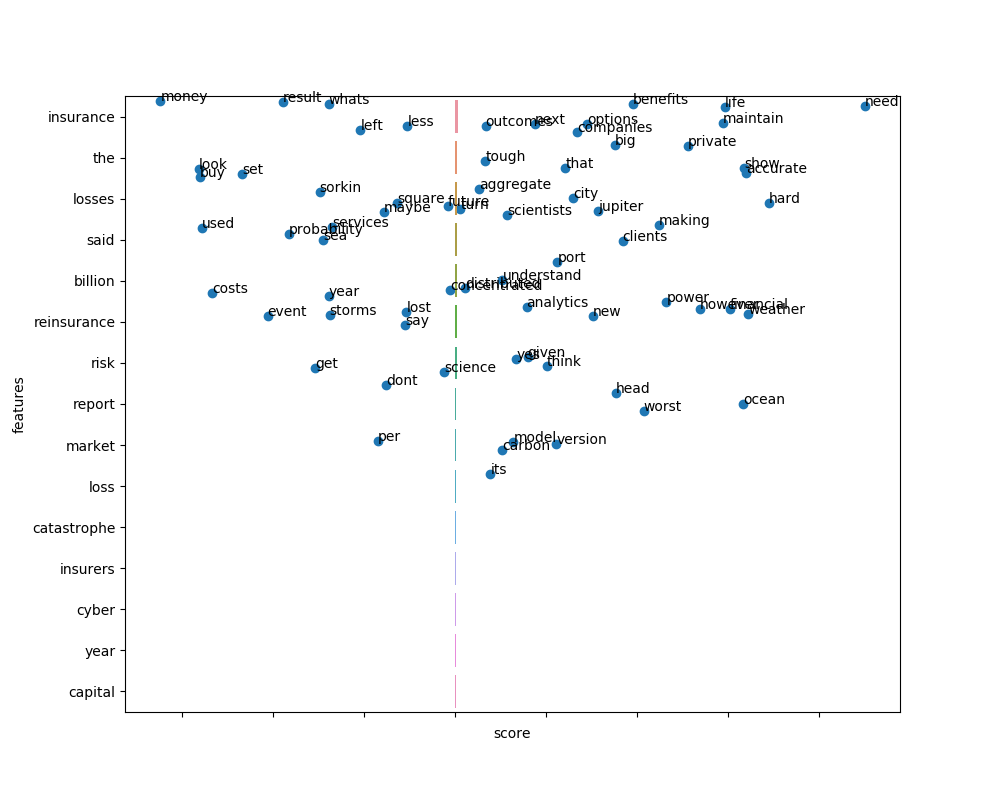 money
result
whats
benefits
life
need
insurance
left
less
outcomes
next
options
companies
maintain
big
private
the
look
buy
set
tough
that
show
accurate
sorkin
aggregate
losses
square
maybe
future
turn
city
hard
scientists
jupiter
used
services
probability
sea
making
said
clients
port
billion
understand
distributed
concentrated
costs
year
analytics
power
however
financial
weather
event
storms
lost
say
new
reinsurance
risk
get
science
yes
given
think
dont
head
worst
ocean
report
features
per
model
carbon
version
market
its
loss
catastrophe
insurers
cyber
year
capital
score